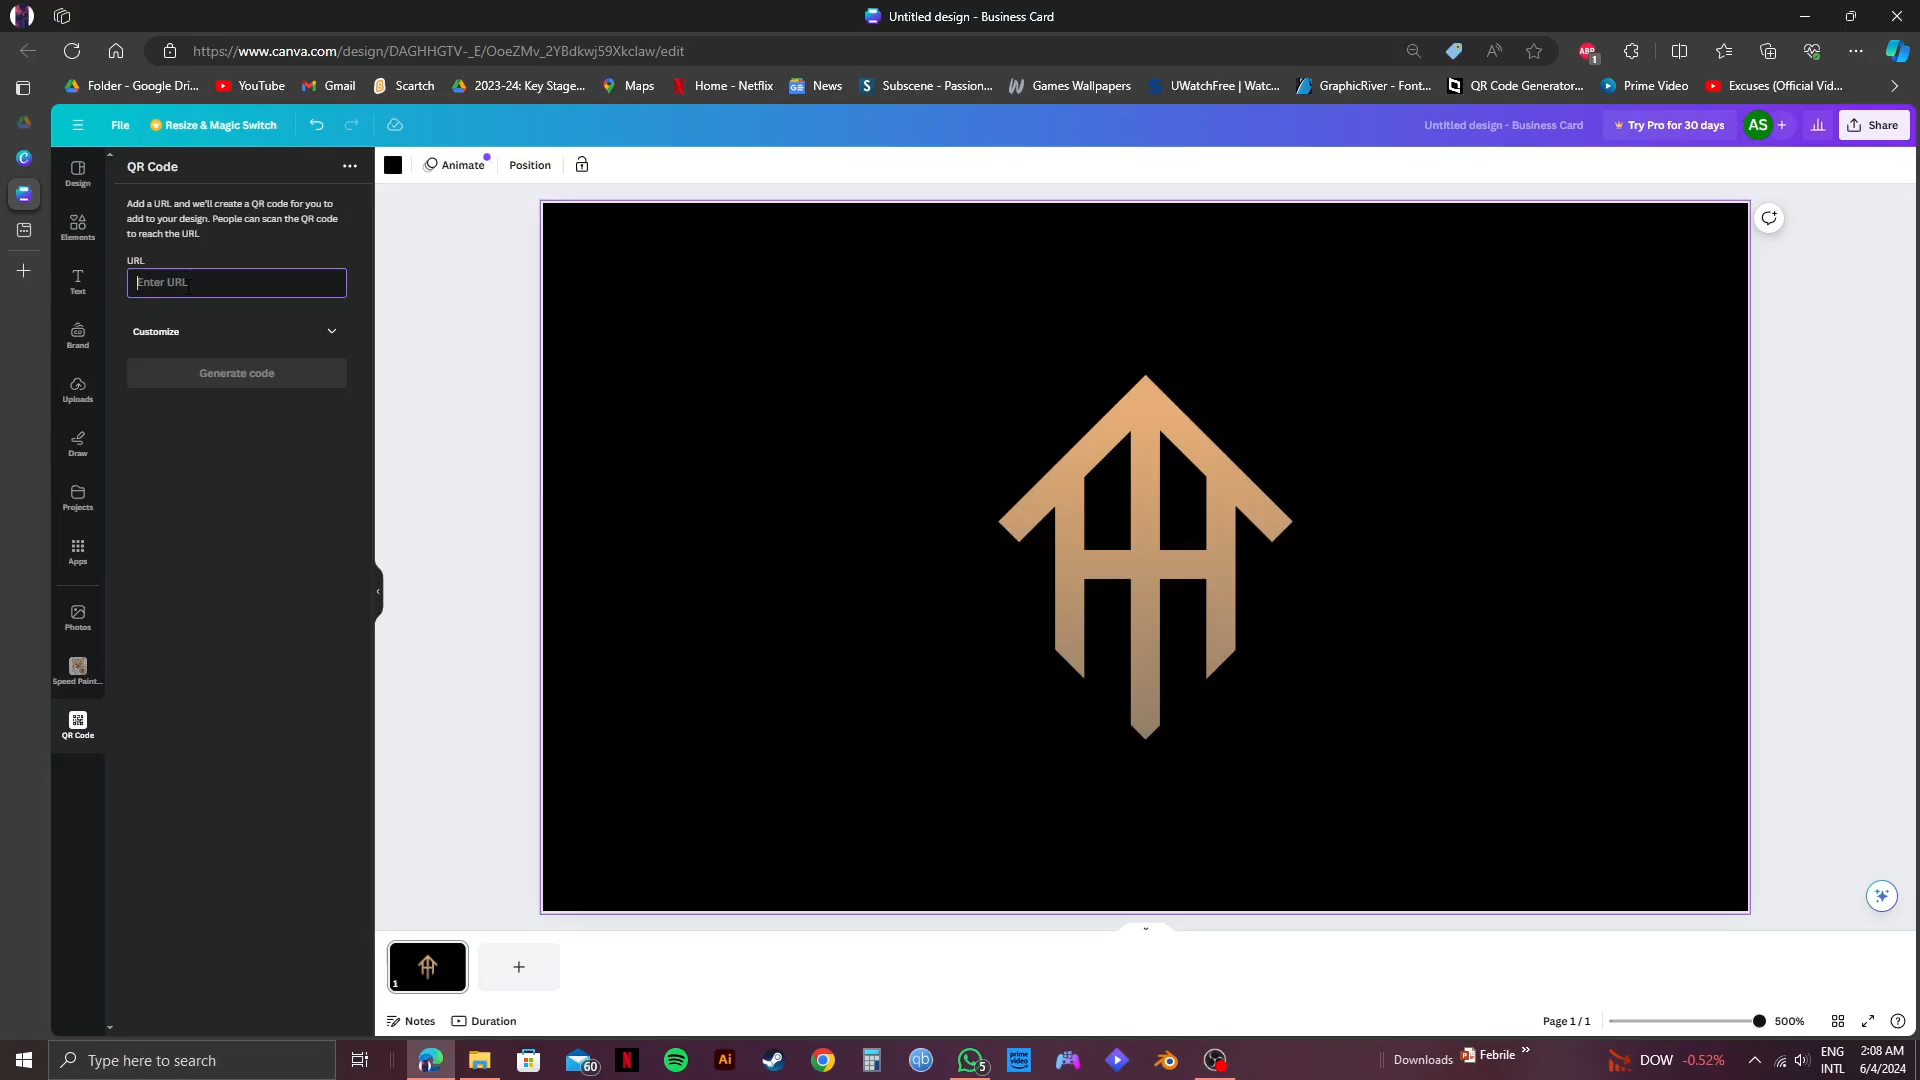 Untitled design - Business Card
https://www.canva.com/design/DAGHHGTV-_E/OoeZMv_2YBdkwj59Xkclaw/edit
ABP
1
Folder - Google Dri...
YouTube
Gmail
Scartch
2023-24: Key Stage...
Maps
Home - Netflix
News
Subscene - Passion...
Games Wallpapers
UWatchFree | Watc...
GraphicRiver - Font...
QR Code Generator...
Prime Video
Excuses (Official Vid...
File
Resize & Magic Switch
Untitled design - Business Card
Try Pro for 30 days
AS
Share
QR Code
Animate
Position
Design
Add a URL and we'll create a QR code for you to
add to your design. People can scan the QR code
to reach the URL
Elements
URL
Enter URL
Text
Customize
Brand
Generate code
Uploads
Draw
Projects
Apps
Photos
Speed Paint...
QR Code
1
Notes
Duration
Page 1 / 1
500%
Type here to search
60
Ai
qb
5
prime video
Downloads
Febrile
DOW -0.52%
ENG
INTL
2:08 AM
6/4/2024